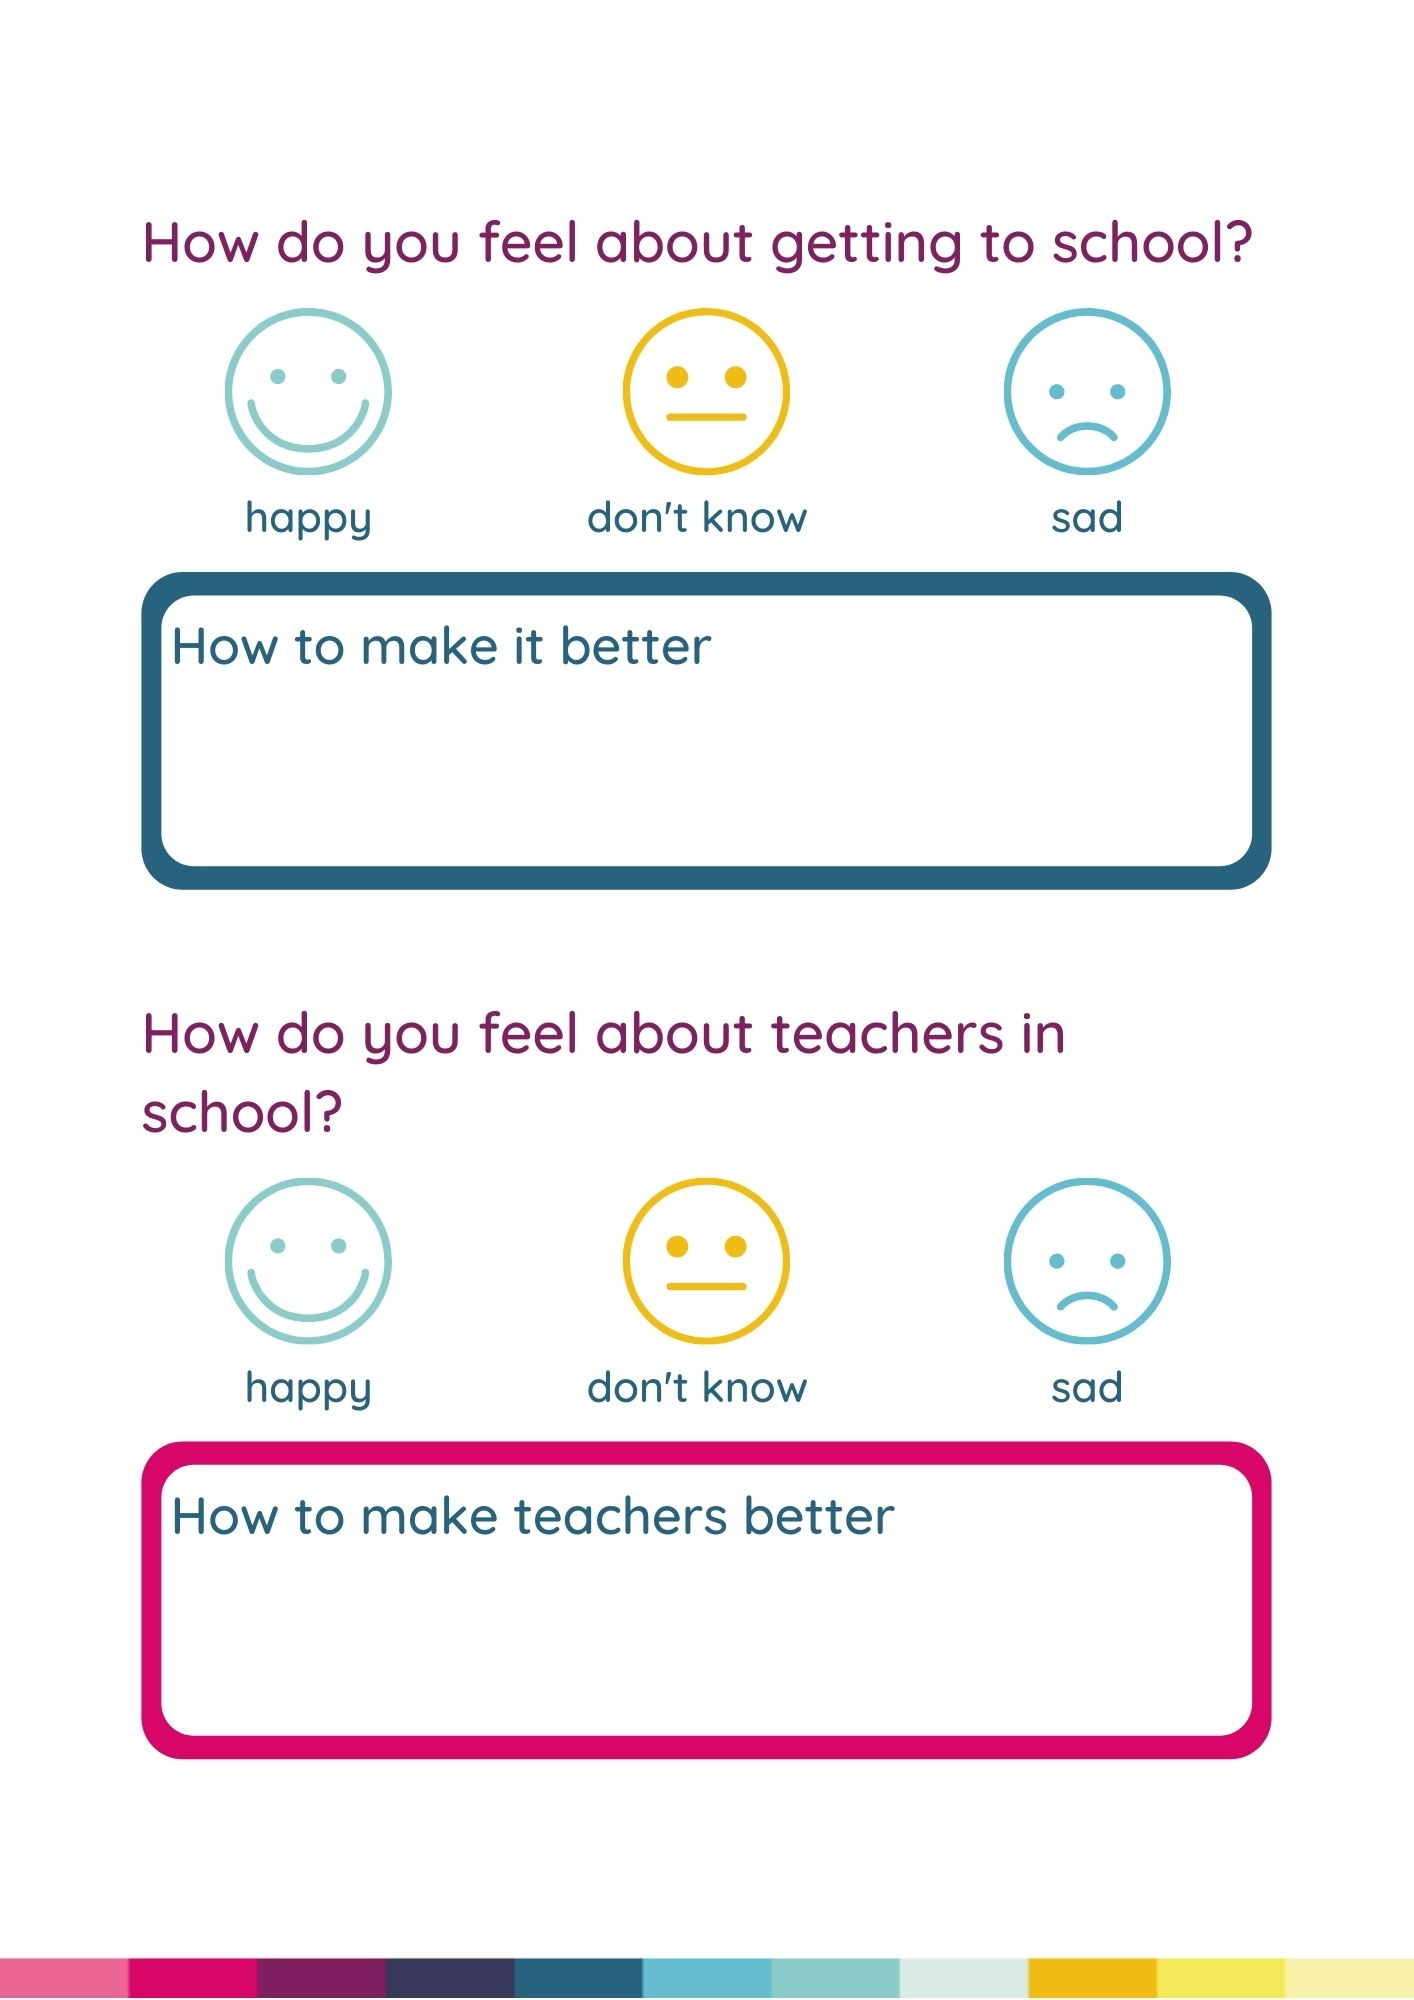 How do you feel about getting to school?
happy don't know sad
How to make it better
How do you feel about teachers in
school?
happy don't know sad
How to make teachers better